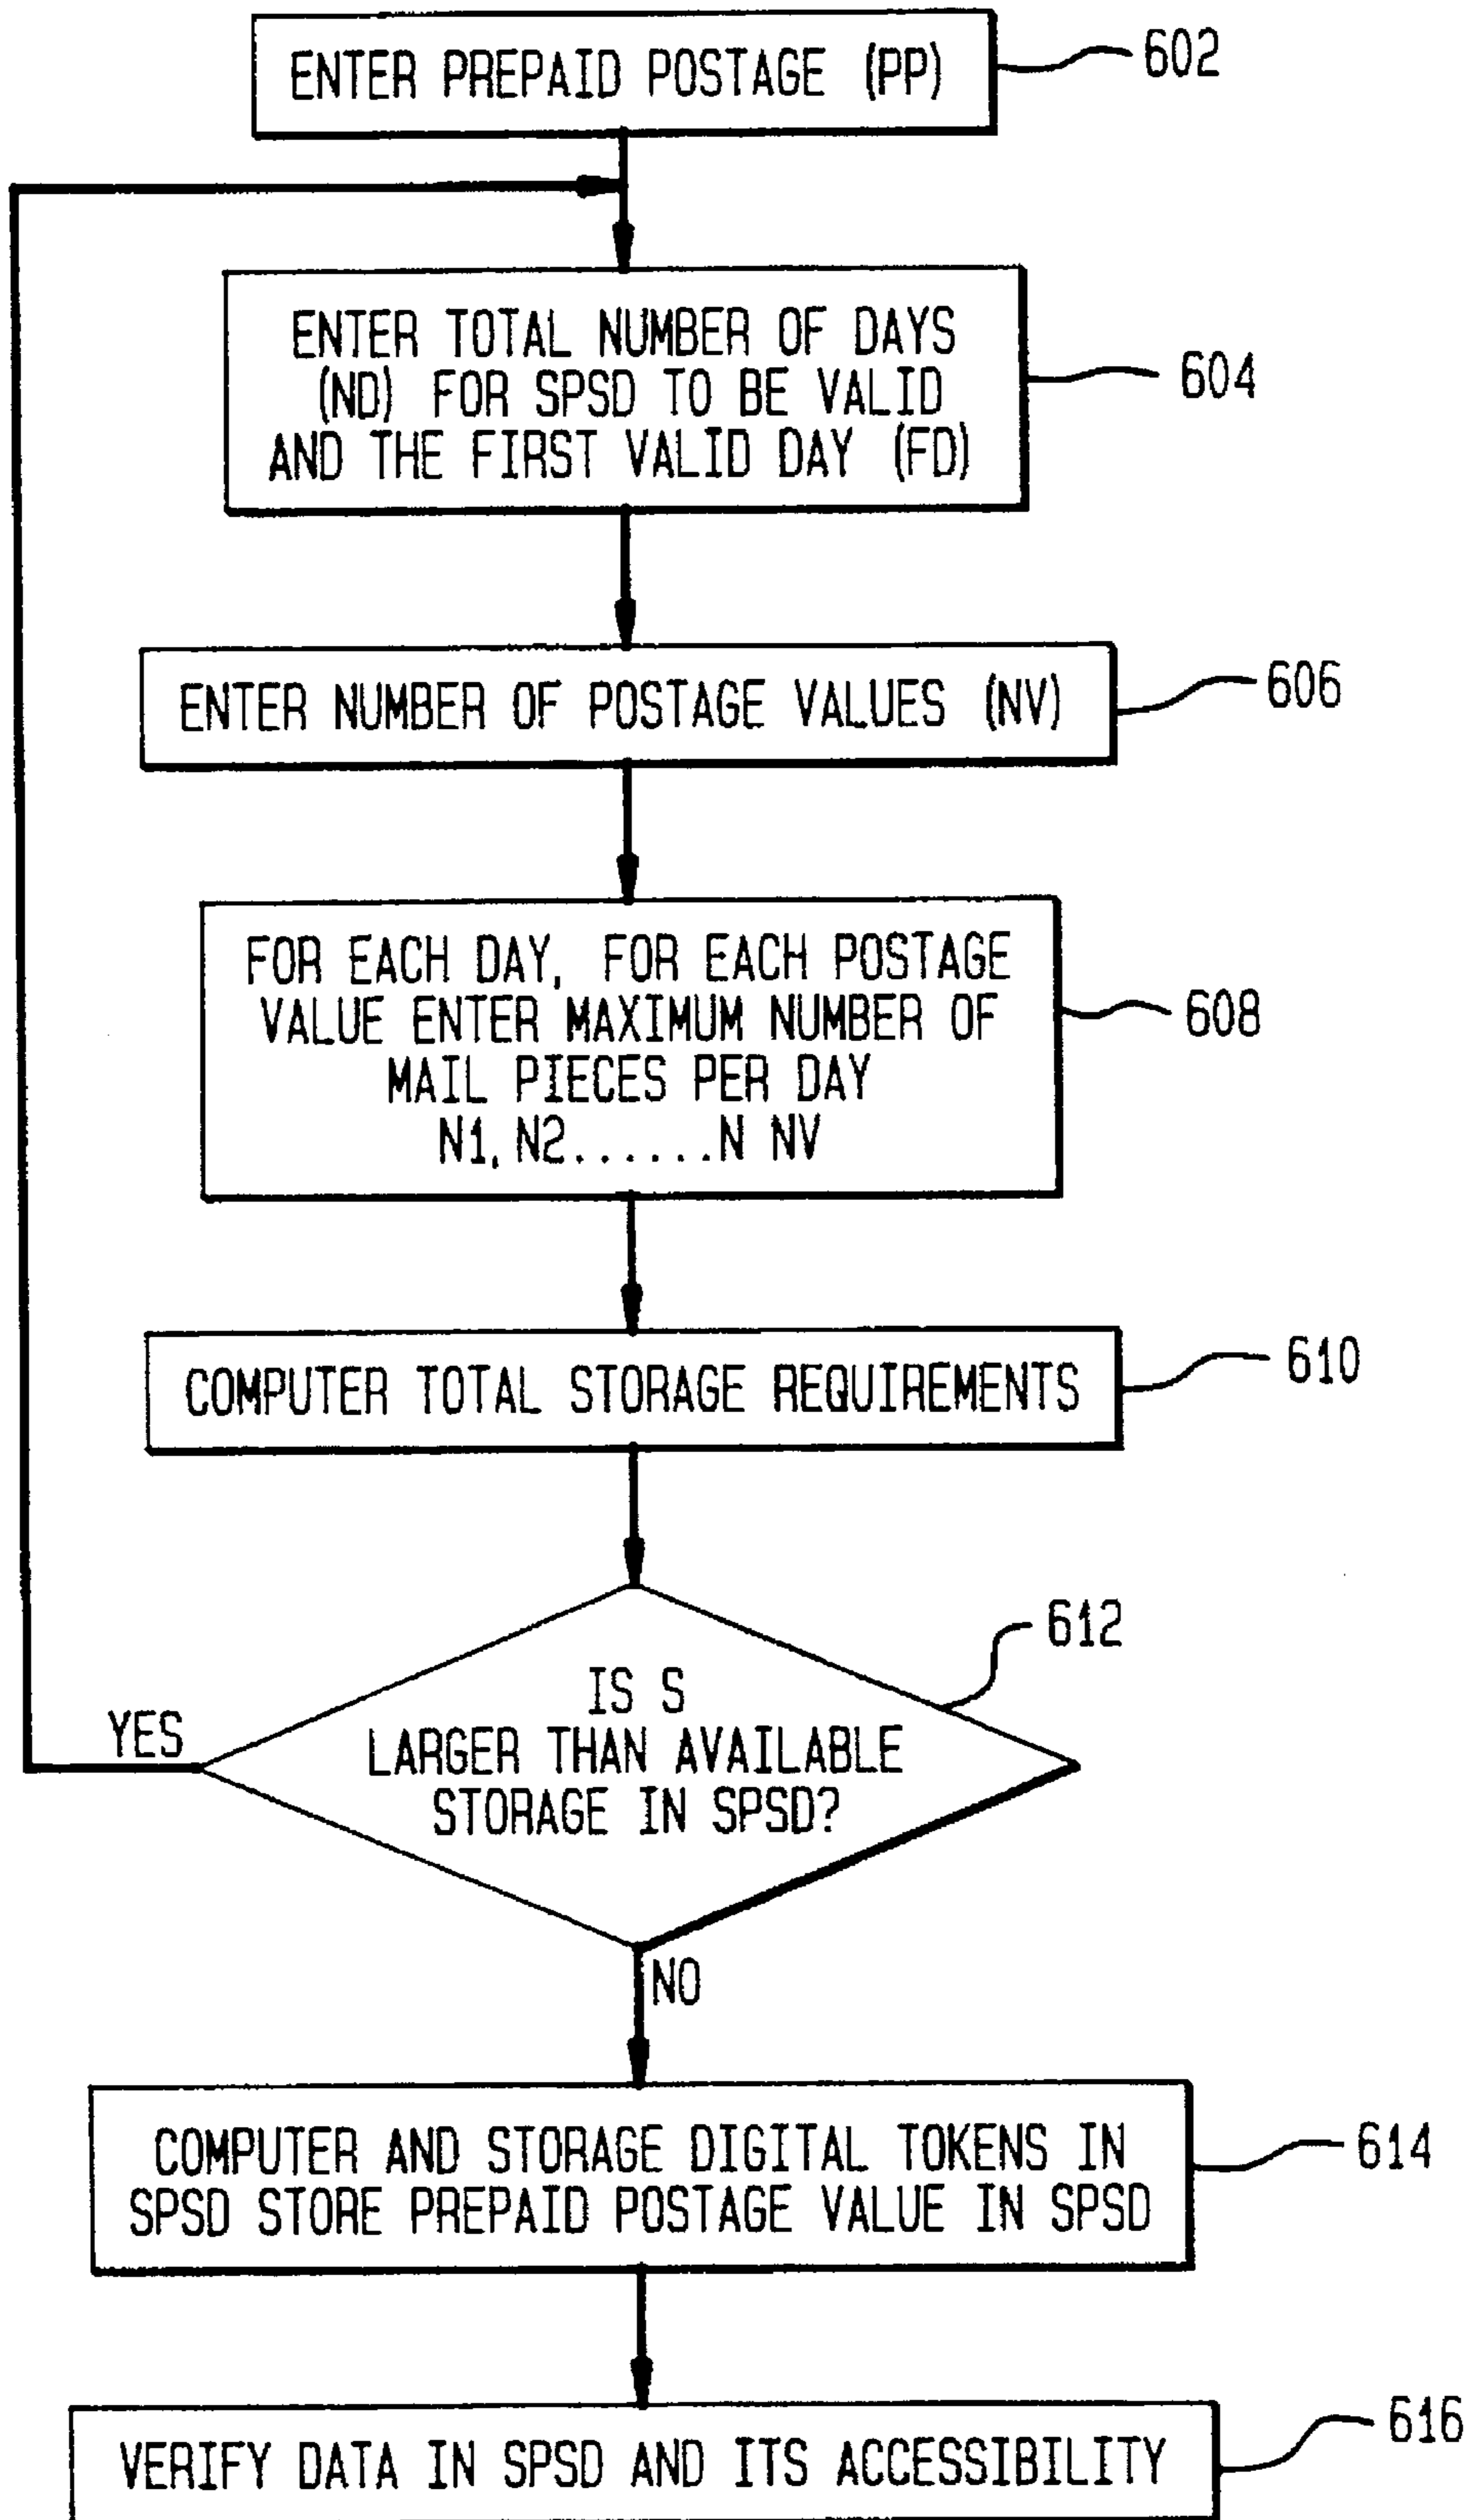 ENTER PREPAID POSTAGE (PP)
602
ENTER TOTAL NUMBER OF DAYS
(ND) FOR SPSD TO BE VALID
AND THE FIRST VALID DAY (FD)
604
ENTER NUMBER OF POSTAGE VALUES (NV)
606
FOR EACH DAY, FOR EACH POSTAGE
VALUE ENTER MAXIMUM NUMBER OF
MAIL PIECES PER DAY
N1, N2......N NV
608
COMPUTER TOTAL STORAGE REQUIREMENTS
610
612
IS S
LARGER THAN AVAILABLE
STORAGE IN SPSD?
YES
NO
COMPUTER AND STORAGE DIGITAL TOKENS IN
SPSD STORE PREPAID POSTAGE VALUE IN SPSD
614
VERIFY DATA IN SPSD AND ITS ACCESSIBILITY
616